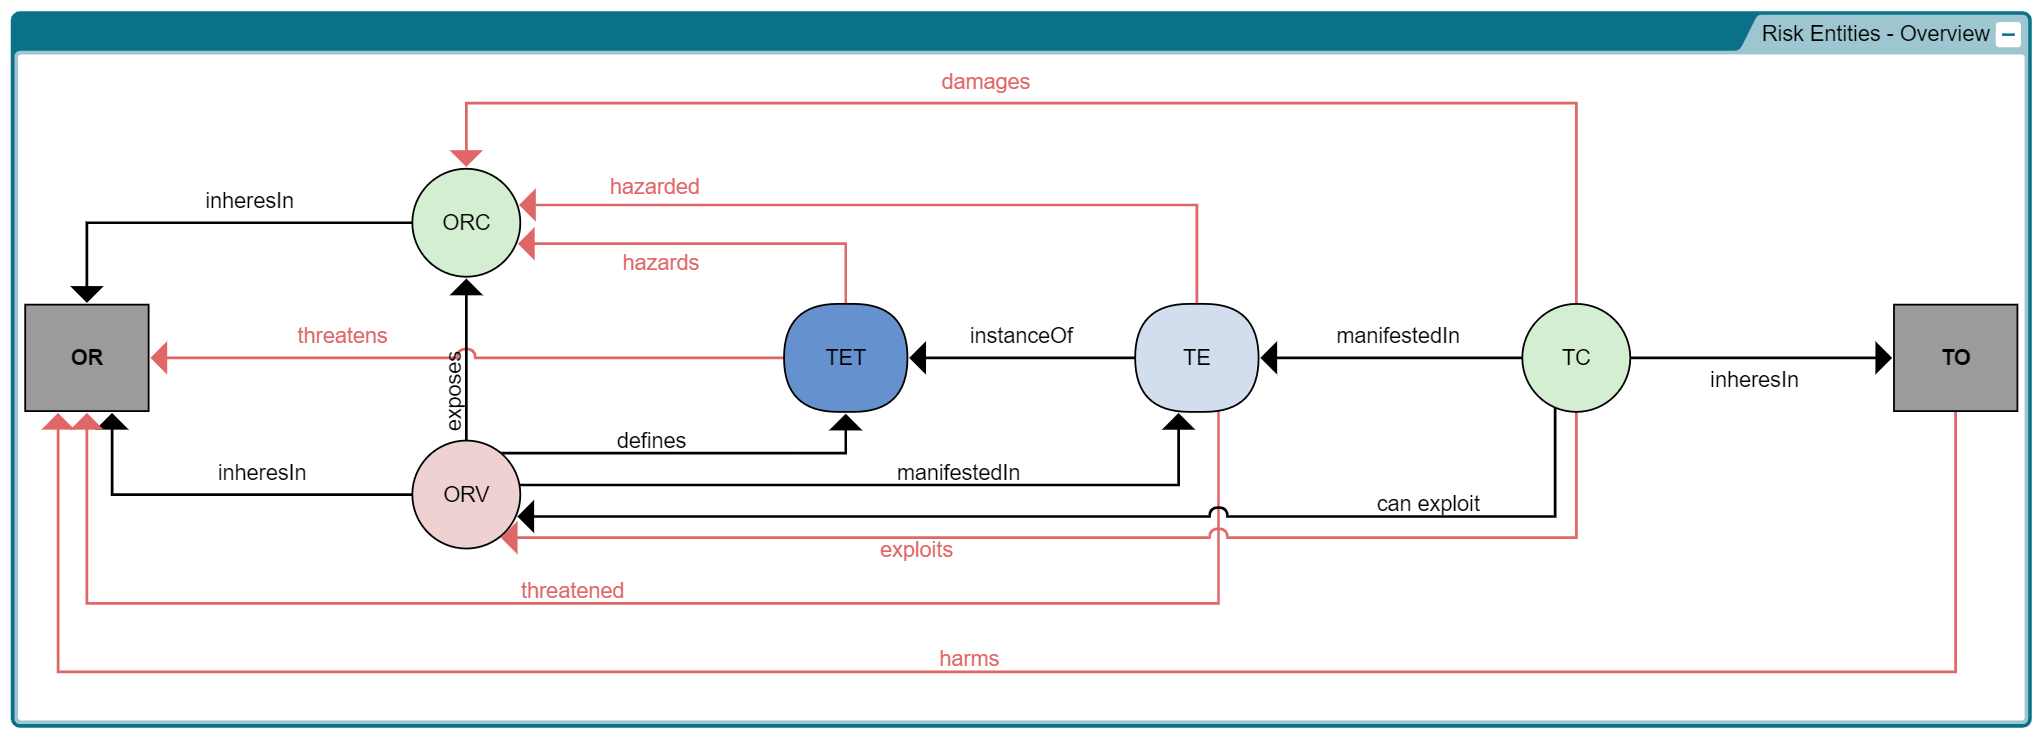 Risk Entities - Overview
damages
hazarded
inheresIn
ORC
hazards
threatens
instanceOf
manifestedIn
OR
exposes
TET
TE
TC
TO
inheresIn
defines
inheresIn
manifestedIn
ORV
can exploit
exploits
threatened
harms